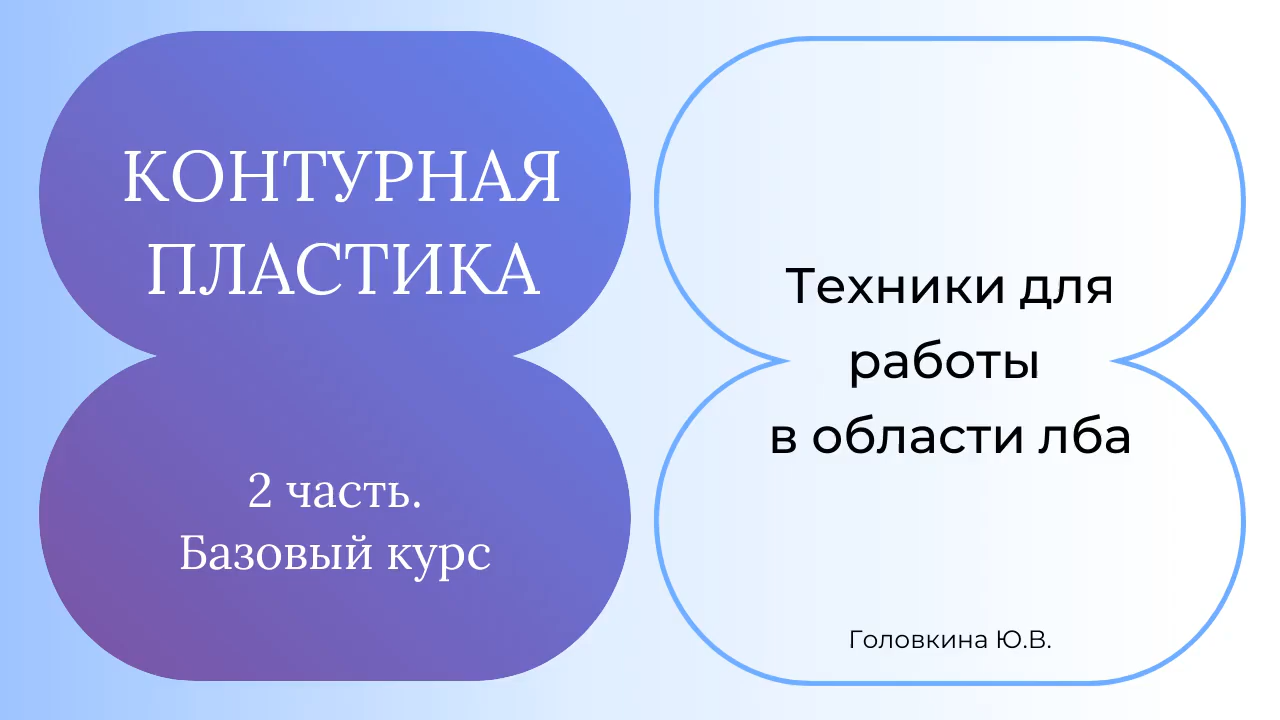 КОНТУРНАЯ
ПЛАСТИКА
2 часть.
Базовый курс
Техники для
работы
в области лба
Головкина Ю.В.